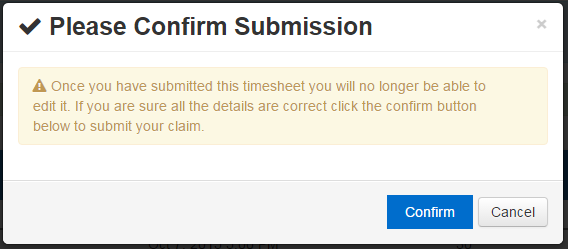 Please Confirm Submission
×
Once you have submitted this timesheet you will no longer be able to
edit it. If you are sure all the details are correct click the confirm button
below to submit your claim.
Confirm Cancel